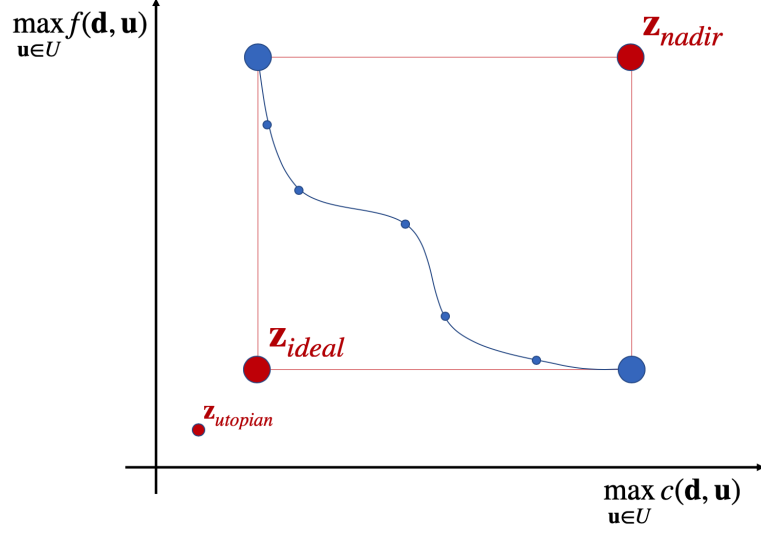 max f(d, u)
u∈U
z_nadir
z_ideal
z_utopian
max c(d, u)
u∈U